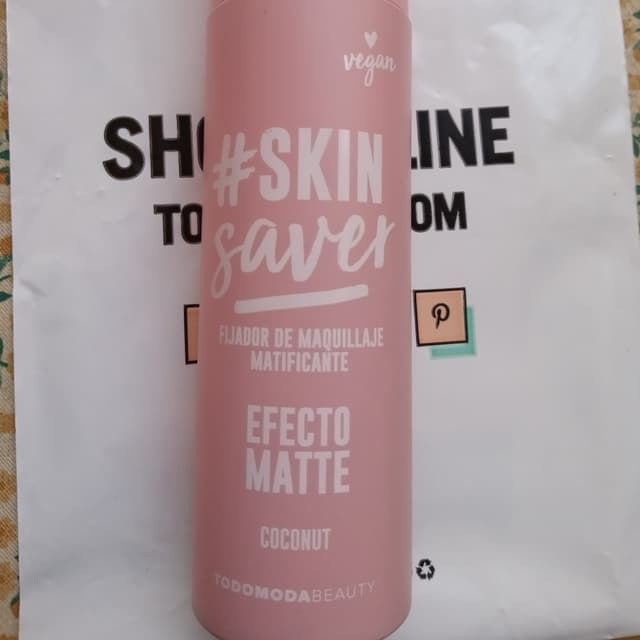 vegan
#SKIN
saver
FIJADOR DE MAQUILLAJE
MATIFICANTE
EFECTO
MATTE
COCONUT
TODOMODABEAUTY